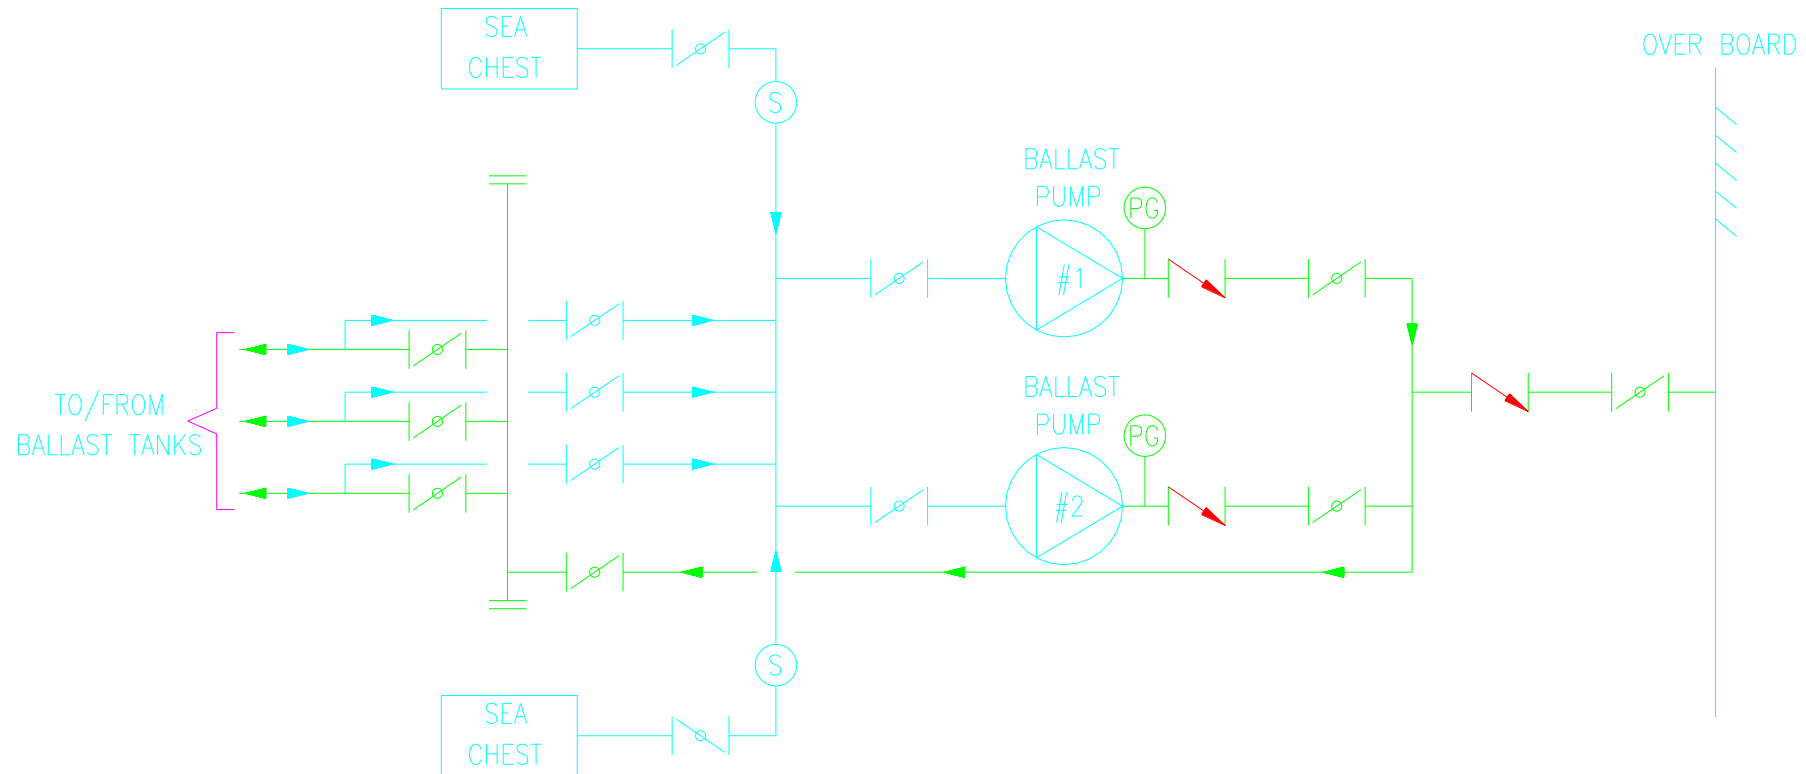 SEA
CHEST
OVER BOARD
S
BALLAST
PUMP
PG
#1
TO/FROM
BALLAST TANKS
BALLAST
PUMP
PG
#2
S
SEA
CHEST